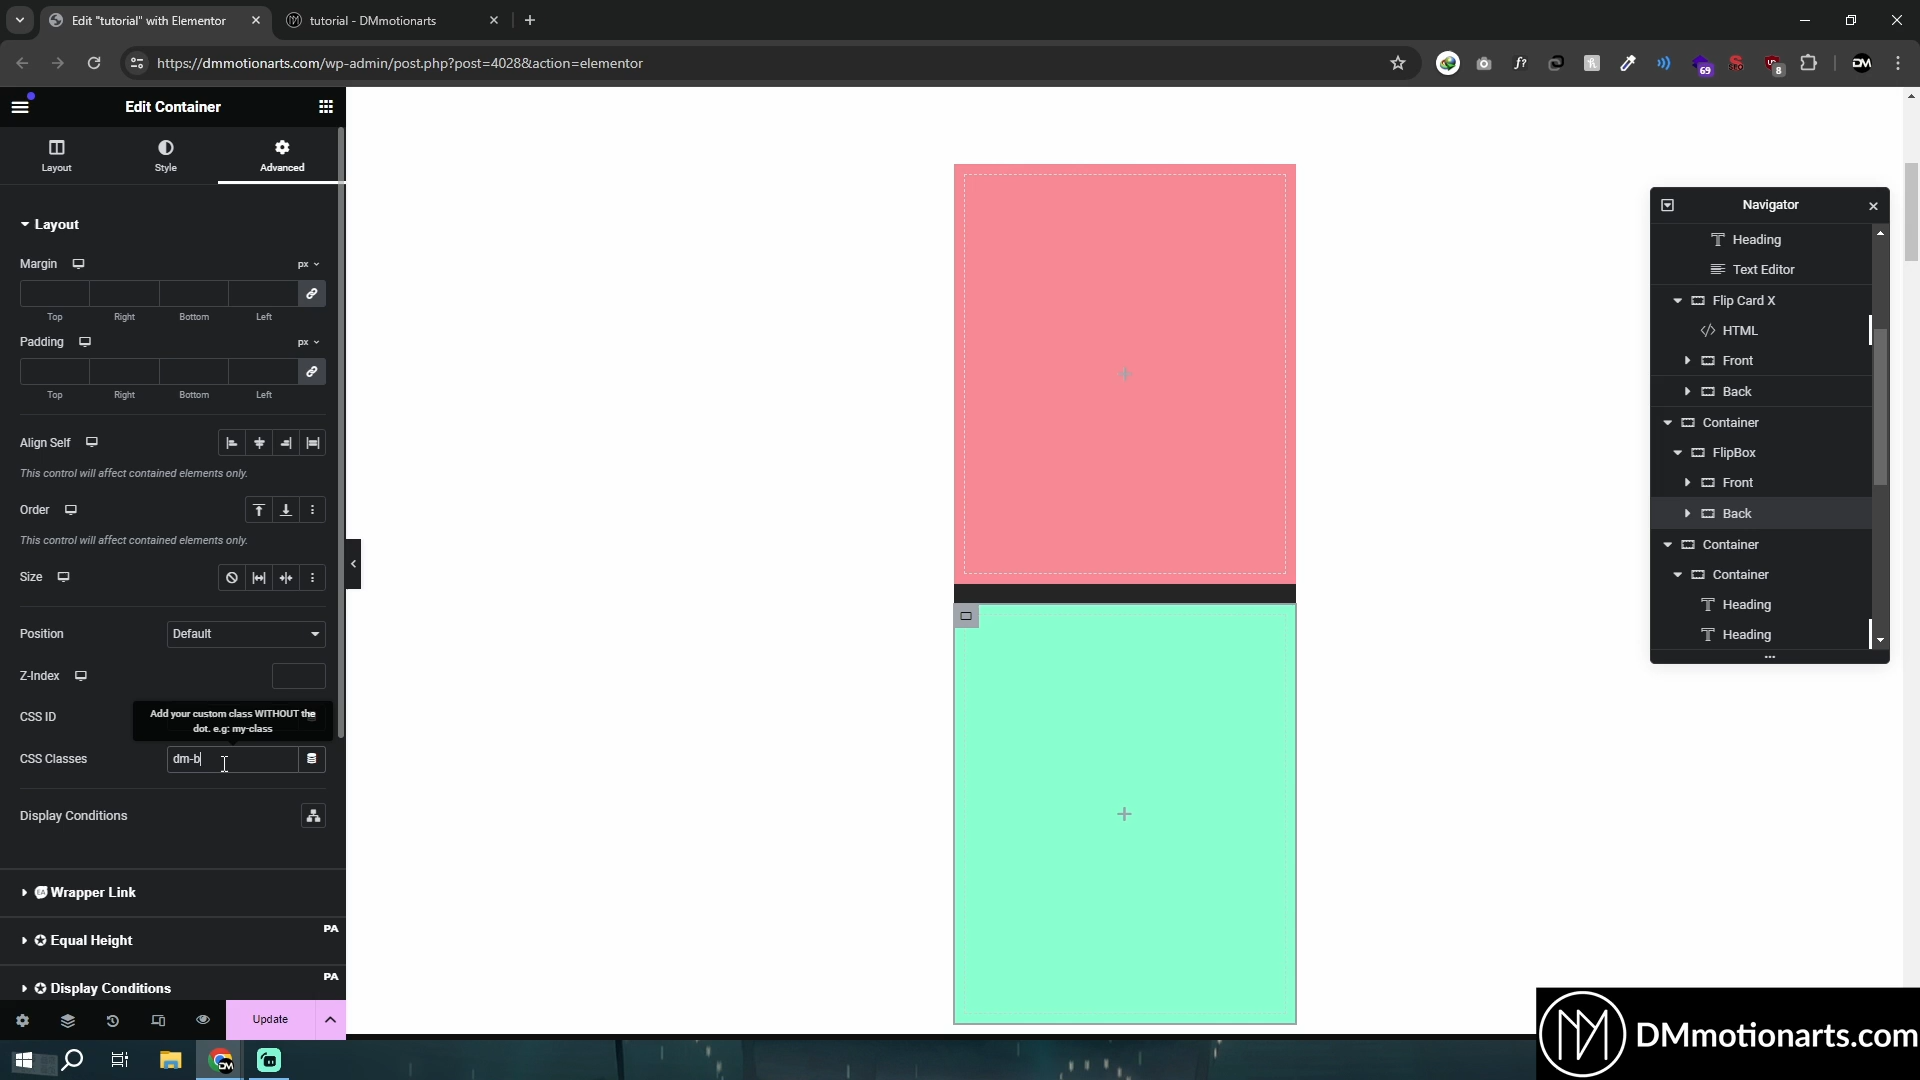 Edit "tutorial" with Elementor
tutorial - DMmotionarts
https://dmmotionarts.com/wp-admin/post.php?post=4028&action=elementor
f?
69
8
DM
Edit Container
Layout
Style
Advanced
Layout
Margin
px
Top
Right
Bottom
Left
Padding
px
Top
Right
Bottom
Left
Align Self
This control will affect contained elements only.
Order
This control will affect contained elements only.
Size
Position
Default
Z-Index
CSS ID
Add your custom class WITHOUT the
dot. e.g: my-class
CSS Classes
dm-b
Display Conditions
Wrapper Link
PA
Equal Height
PA
Display Conditions
Update
Navigator
Heading
Text Editor
Flip Card X
HTML
Front
Back
Container
FlipBox
Front
Back
Container
Container
Heading
Heading
DMmotionarts.com